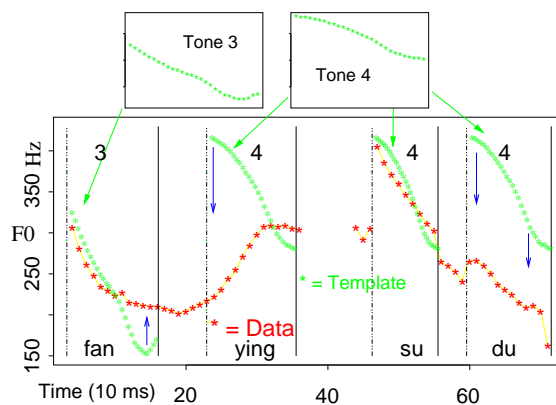 Tone 3
Tone 4
3 4 4 4
Hz
F0
350
250
150
* = Template
* = Data
fan ying su du
Time (10 ms) 20 40 60